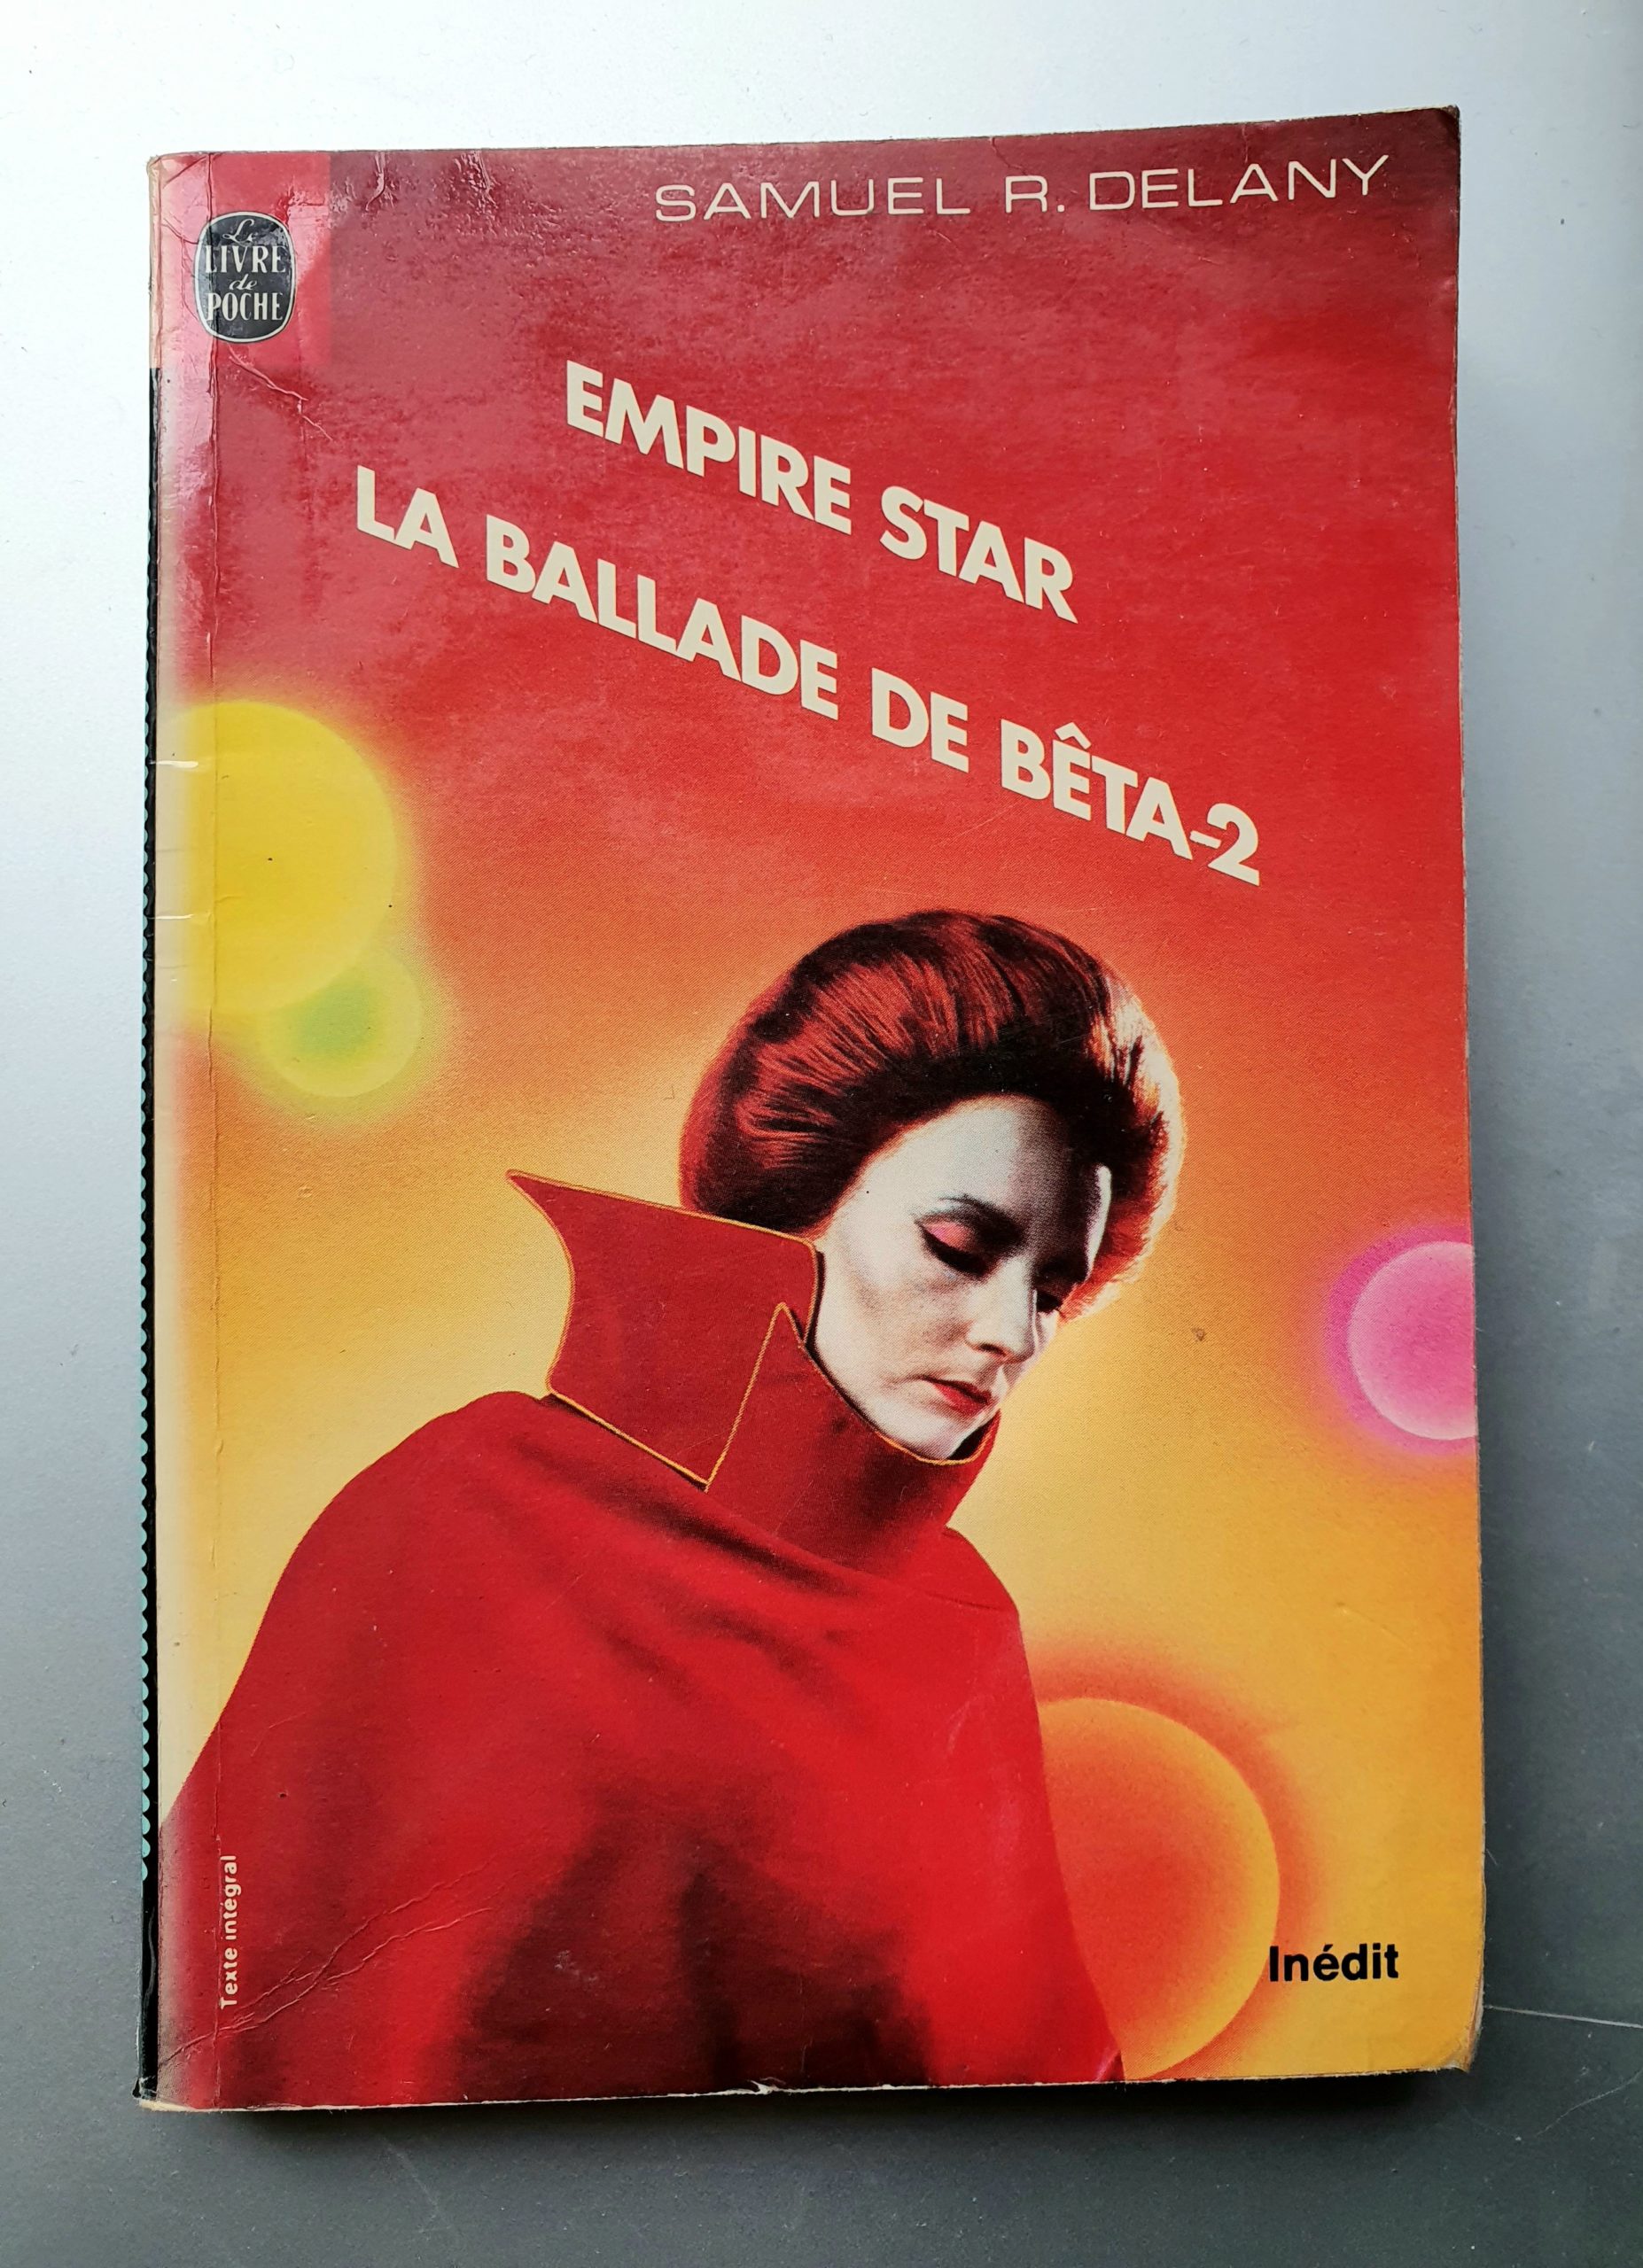 SAMUEL R. DELANY
Le
LIVRE
de
POCHE
EMPIRE STAR
LA BALLADE DE BÊTA-2
Texte intégral
Inédit